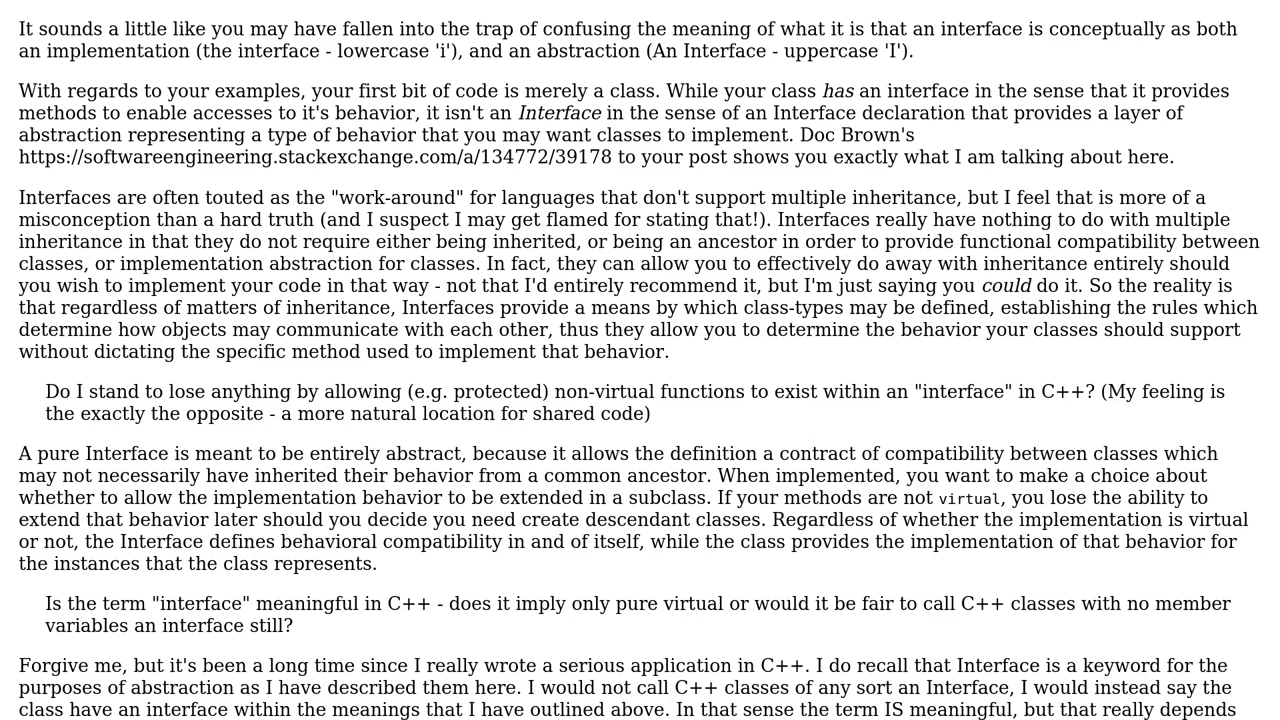 It sounds a little like you may have fallen into the trap of confusing the meaning of what it is that an interface is conceptually as both
an implementation (the interface - lowercase 'i'), and an abstraction (An Interface - uppercase 'I').
With regards to your examples, your first bit of code is merely a class. While your class has an interface in the sense that it provides
methods to enable accesses to it's behavior, it isn't an Interface in the sense of an Interface declaration that provides a layer of
abstraction representing a type of behavior that you may want classes to implement. Doc Brown's
https://softwareengineering.stackexchange.com/a/134772/39178 to your post shows you exactly what I am talking about here.
Interfaces are often touted as the "work-around" for languages that don't support multiple inheritance, but I feel that is more of a
misconception than a hard truth (and I suspect I may get flamed for stating that!). Interfaces really have nothing to do with multiple
inheritance in that they do not require either being inherited, or being an ancestor in order to provide functional compatibility between
classes, or implementation abstraction for classes. In fact, they can allow you to effectively do away with inheritance entirely should
you wish to implement your code in that way - not that I'd entirely recommend it, but I'm just saying you could do it. So the reality is
that regardless of matters of inheritance, Interfaces provide a means by which class-types may be defined, establishing the rules which
determine how objects may communicate with each other, thus they allow you to determine the behavior your classes should support
without dictating the specific method used to implement that behavior.
Do I stand to lose anything by allowing (e.g. protected) non-virtual functions to exist within an "interface" in C++? (My feeling is
the exactly the opposite - a more natural location for shared code)
A pure Interface is meant to be entirely abstract, because it allows the definition a contract of compatibility between classes which
may not necessarily have inherited their behavior from a common ancestor. When implemented, you want to make a choice about
whether to allow the implementation behavior to be extended in a subclass. If your methods are not virtual, you lose the ability to
extend that behavior later should you decide you need create descendant classes. Regardless of whether the implementation is virtual
or not, the Interface defines behavioral compatibility in and of itself, while the class provides the implementation of that behavior for
the instances that the class represents.
Is the term "interface" meaningful in C++ - does it imply only pure virtual or would it be fair to call C++ classes with no member
variables an interface still?
Forgive me, but it's been a long time since I really wrote a serious application in C++. I do recall that Interface is a keyword for the
purposes of abstraction as I have described them here. I would not call C++ classes of any sort an Interface, I would instead say the
class have an interface within the meanings that I have outlined above. In that sense the term IS meaningful, but that really depends